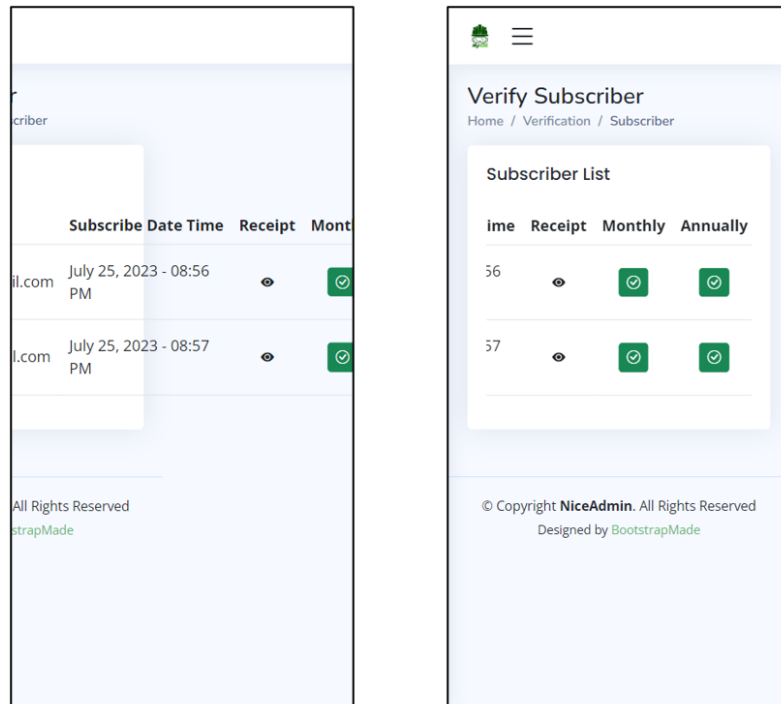 r
scriber
Subscribe Date Time Receipt Mont
il.com July 25, 2023 - 08:56
PM
l.com July 25, 2023 - 08:57
PM
All Rights Reserved
strapMade
Verify Subscriber
Home / Verification / Subscriber
Subscriber List
ime Receipt Monthly Annually
56
57
© Copyright NiceAdmin. All Rights Reserved
Designed by BootstrapMade